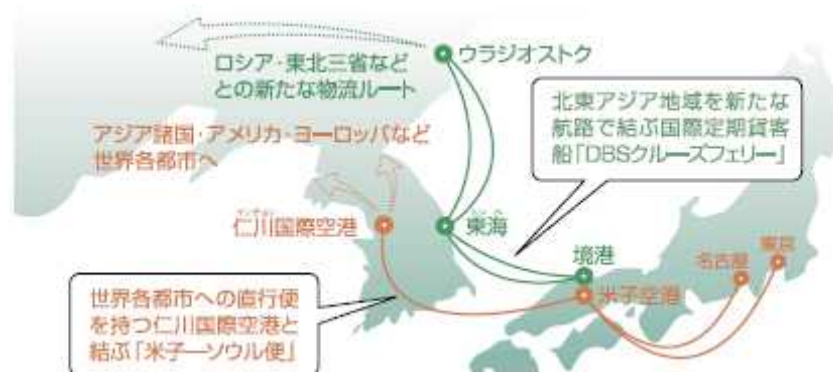 ウラジオストク
ロシア・東北三省など
との新たな物流ルート
北東アジア地域を新たな
航路で結ぶ国際定期貨客
船「DBSクルーズフェリー」
アジア諸国・アメリカ・ヨーロッパなど
世界各都市へ
仁川国際空港
東海
境港
米子空港
名古屋
東京
世界各都市への直行便
を持つ仁川国際空港と
結ぶ「米子―ソウル便」